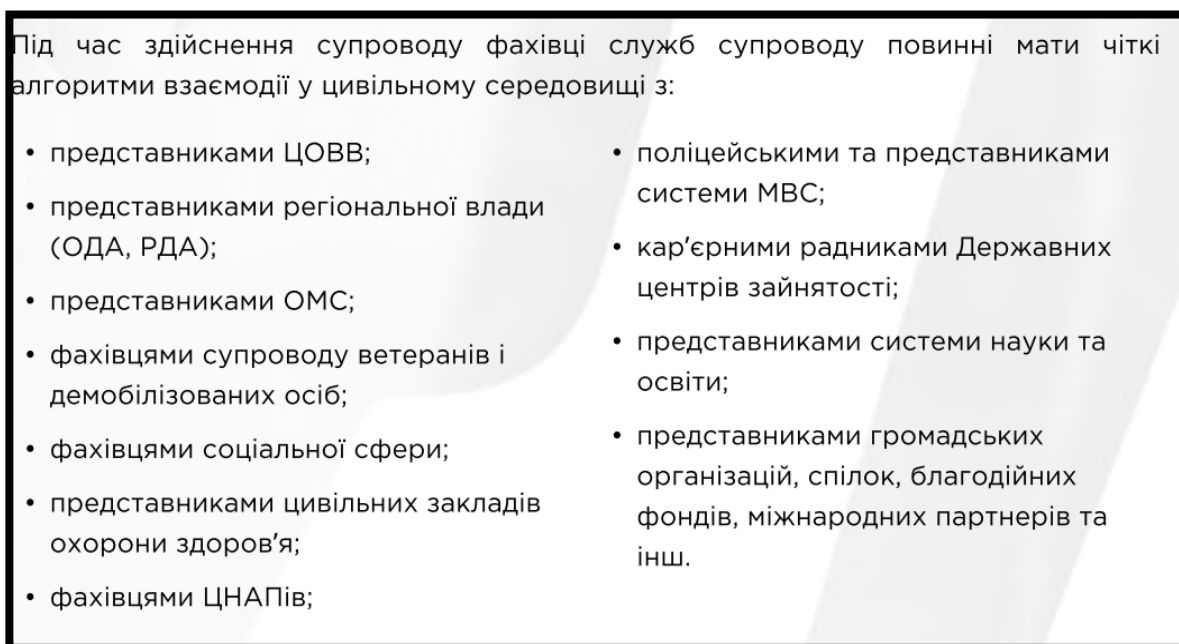 Під час здійснення супроводу фахівці служб супроводу повинні мати чіткі
алгоритми взаємодії у цивільному середовищі з:
• представниками ЦОВВ;
• представниками регіональної влади
(ОДА, РДА);
• представниками ОМС;
• фахівцями супроводу ветеранів і
демобілізованих осіб;
• фахівцями соціальної сфери;
• представниками цивільних закладів
охорони здоров'я;
• фахівцями ЦНАПів;
• поліцейськими та представниками
системи МВС;
• кар'єрними радниками Державних
центрів зайнятості;
• представниками системи науки та
освіти;
• представниками громадських
організацій, спілок, благодійних
фондів, міжнародних партнерів та
інш.